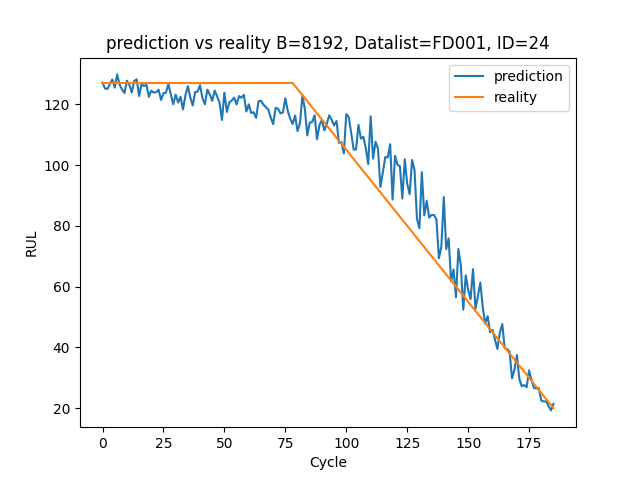 prediction vs reality B=8192, Datalist=FD001, ID=24
prediction
reality
120
100
80
60
40
20
RUL
0 25 50 75 100 125 150 175
Cycle